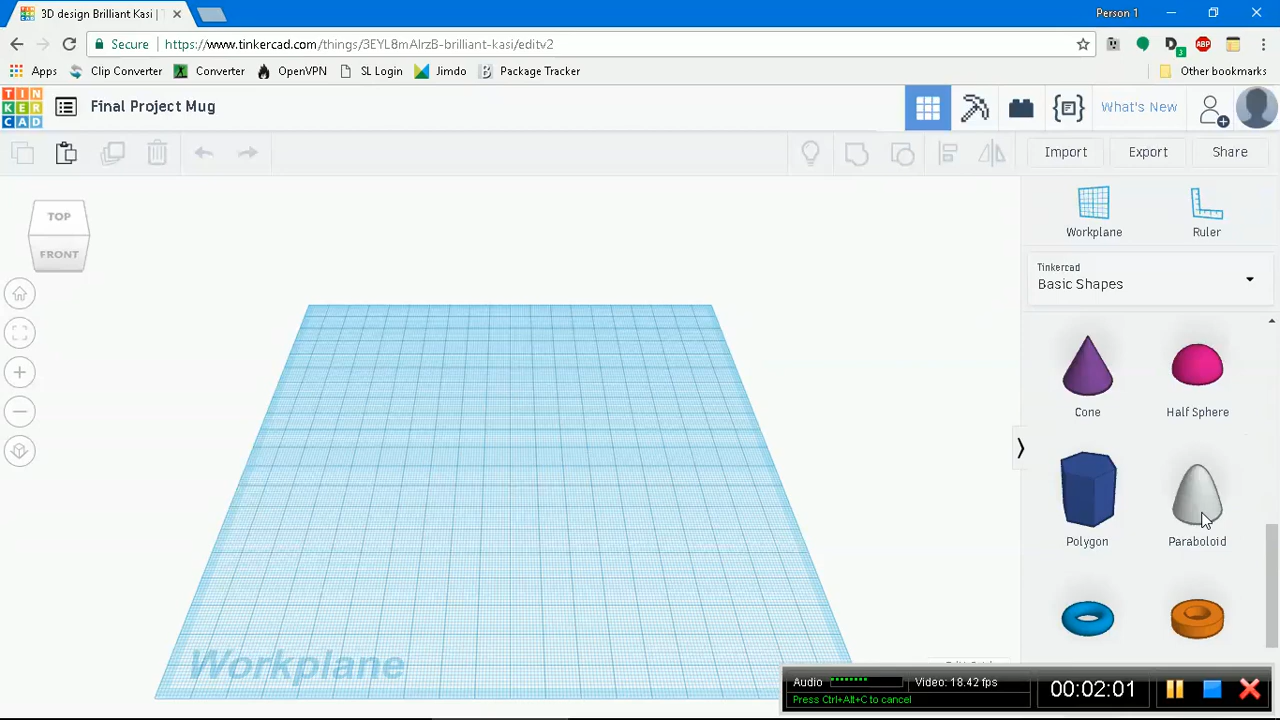 3D design Brilliant Kasi | T
Person 1
Secure
https://www.tinkercad.com/things/3EYL8mAlrzB-brilliant-kasi/editv2
ABP
3
Apps
Clip Converter
Converter
OpenVPN
SL Login
Jimdo
Package Tracker
Other bookmarks
TIN
KER
CAD
Final Project Mug
What's New
Import
Export
Share
TOP
FRONT
Workplane
Ruler
Tinkercad
Basic Shapes
Cone
Half Sphere
Polygon
Paraboloid
Workplane
Audio
Video: 18.42 fps
Press Ctrl+Alt+C to cancel
00:02:01